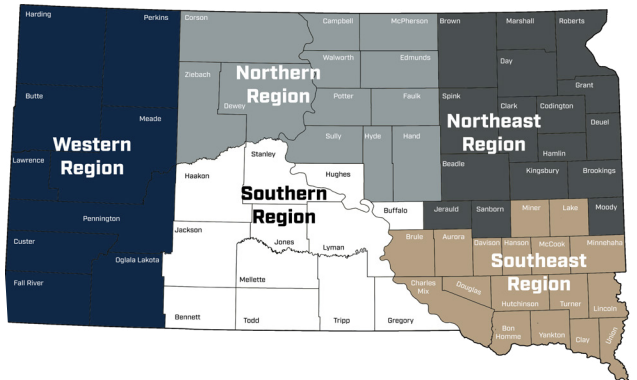 Harding
Perkins
Corson
Campbell
McPherson
Brown
Marshall
Roberts
Walworth
Edmunds
Day
Ziebach
Northern
Region
Dewey
Potter
Faulk
Spink
Grant
Butte
Meade
Clark
Codington
Northeast
Region
Deuel
Western
Region
Sully
Hyde
Hand
Hamlin
Stanley
Beadle
Kingsbury
Brookings
Lawrence
Haakon
Hughes
Southern
Region
Pennington
Buffalo
Jerauld
Sanborn
Miner
Lake
Moody
Jackson
Custer
Jones
Lyman
Brule
Aurora
Davison
Hanson
McCook
Minnehaha
Oglala Lakota
Southeast
Region
Fall River
Mellette
Charles
Mix
Douglas
Hutchinson
Turner
Lincoln
Bennett
Todd
Tripp
Gregory
Bon
Homme
Yankton
Clay
Union